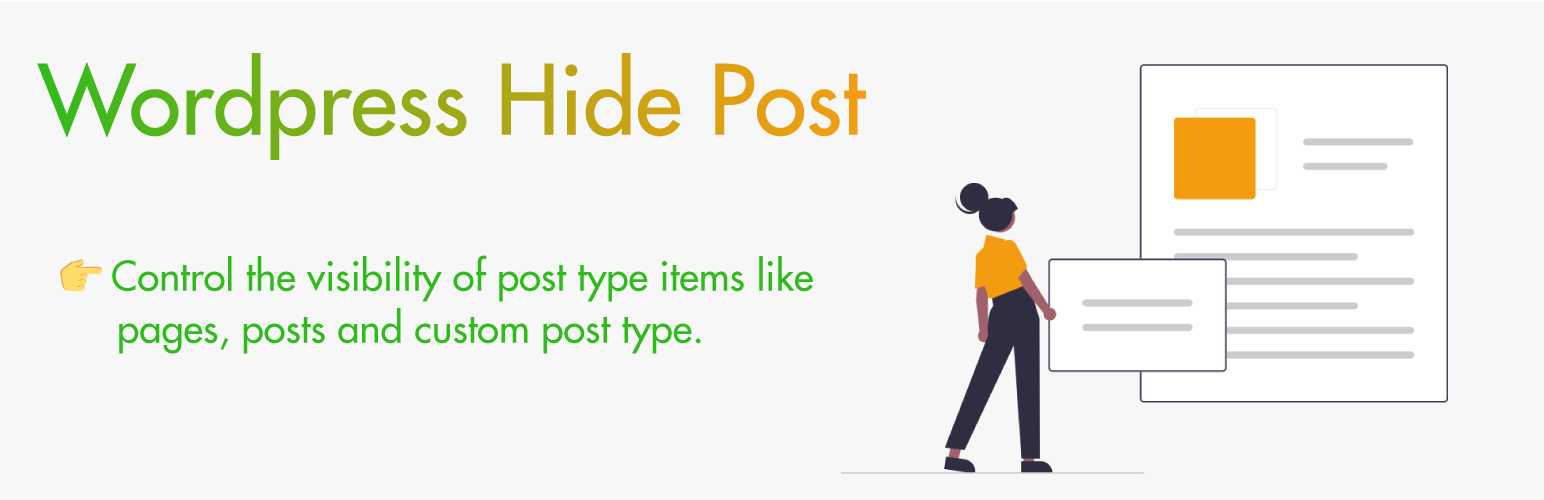 Wordpress Hide Post
👉 Control the visibility of post type items like
pages, posts and custom post type.